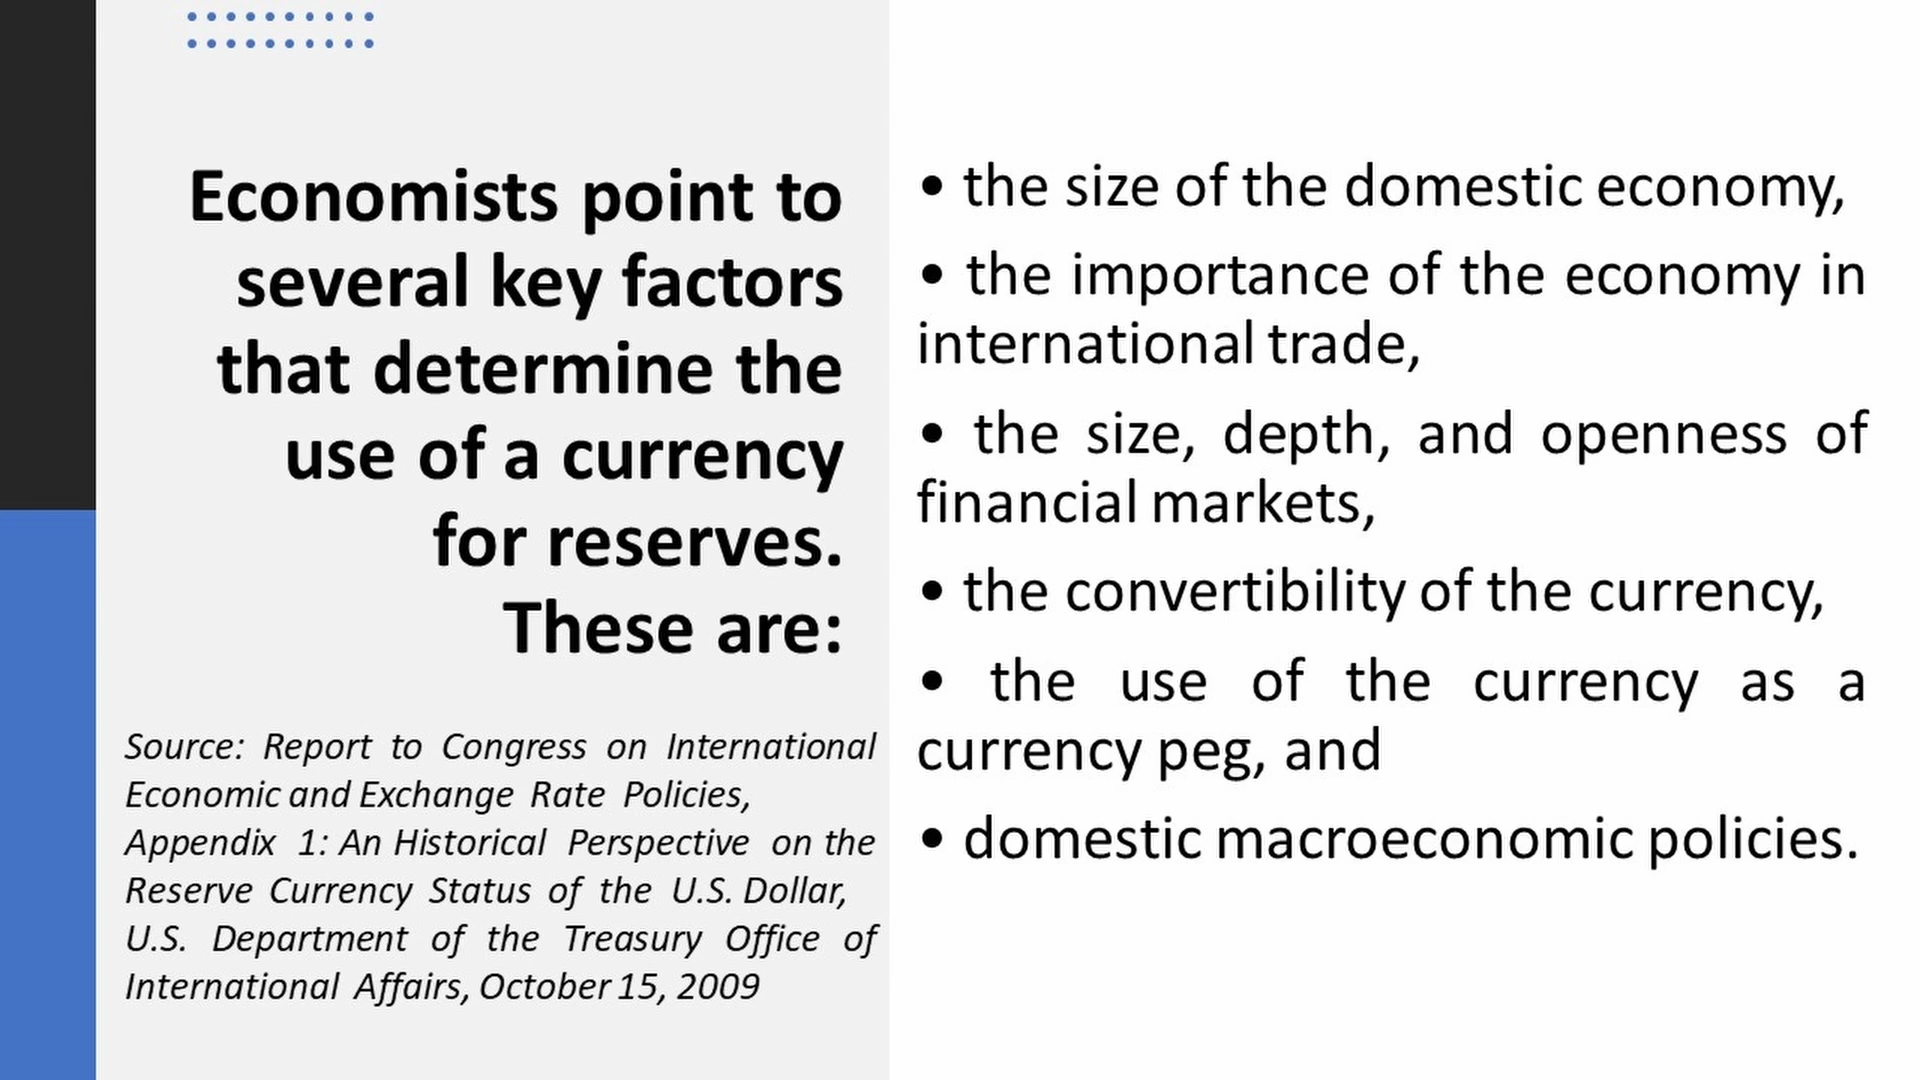 Economists point to
several key factors
that determine the
use of a currency
for reserves.
These are:
Source: Report to Congress on International
Economic and Exchange Rate Policies,
Appendix 1: An Historical Perspective on the
Reserve Currency Status of the U.S. Dollar,
U.S. Department of the Treasury Office of
International Affairs, October 15, 2009
• the size of the domestic economy,
• the importance of the economy in
international trade,
• the size, depth, and openness of
financial markets,
• the convertibility of the currency,
• the use of the currency as a
currency peg, and
• domestic macroeconomic policies.